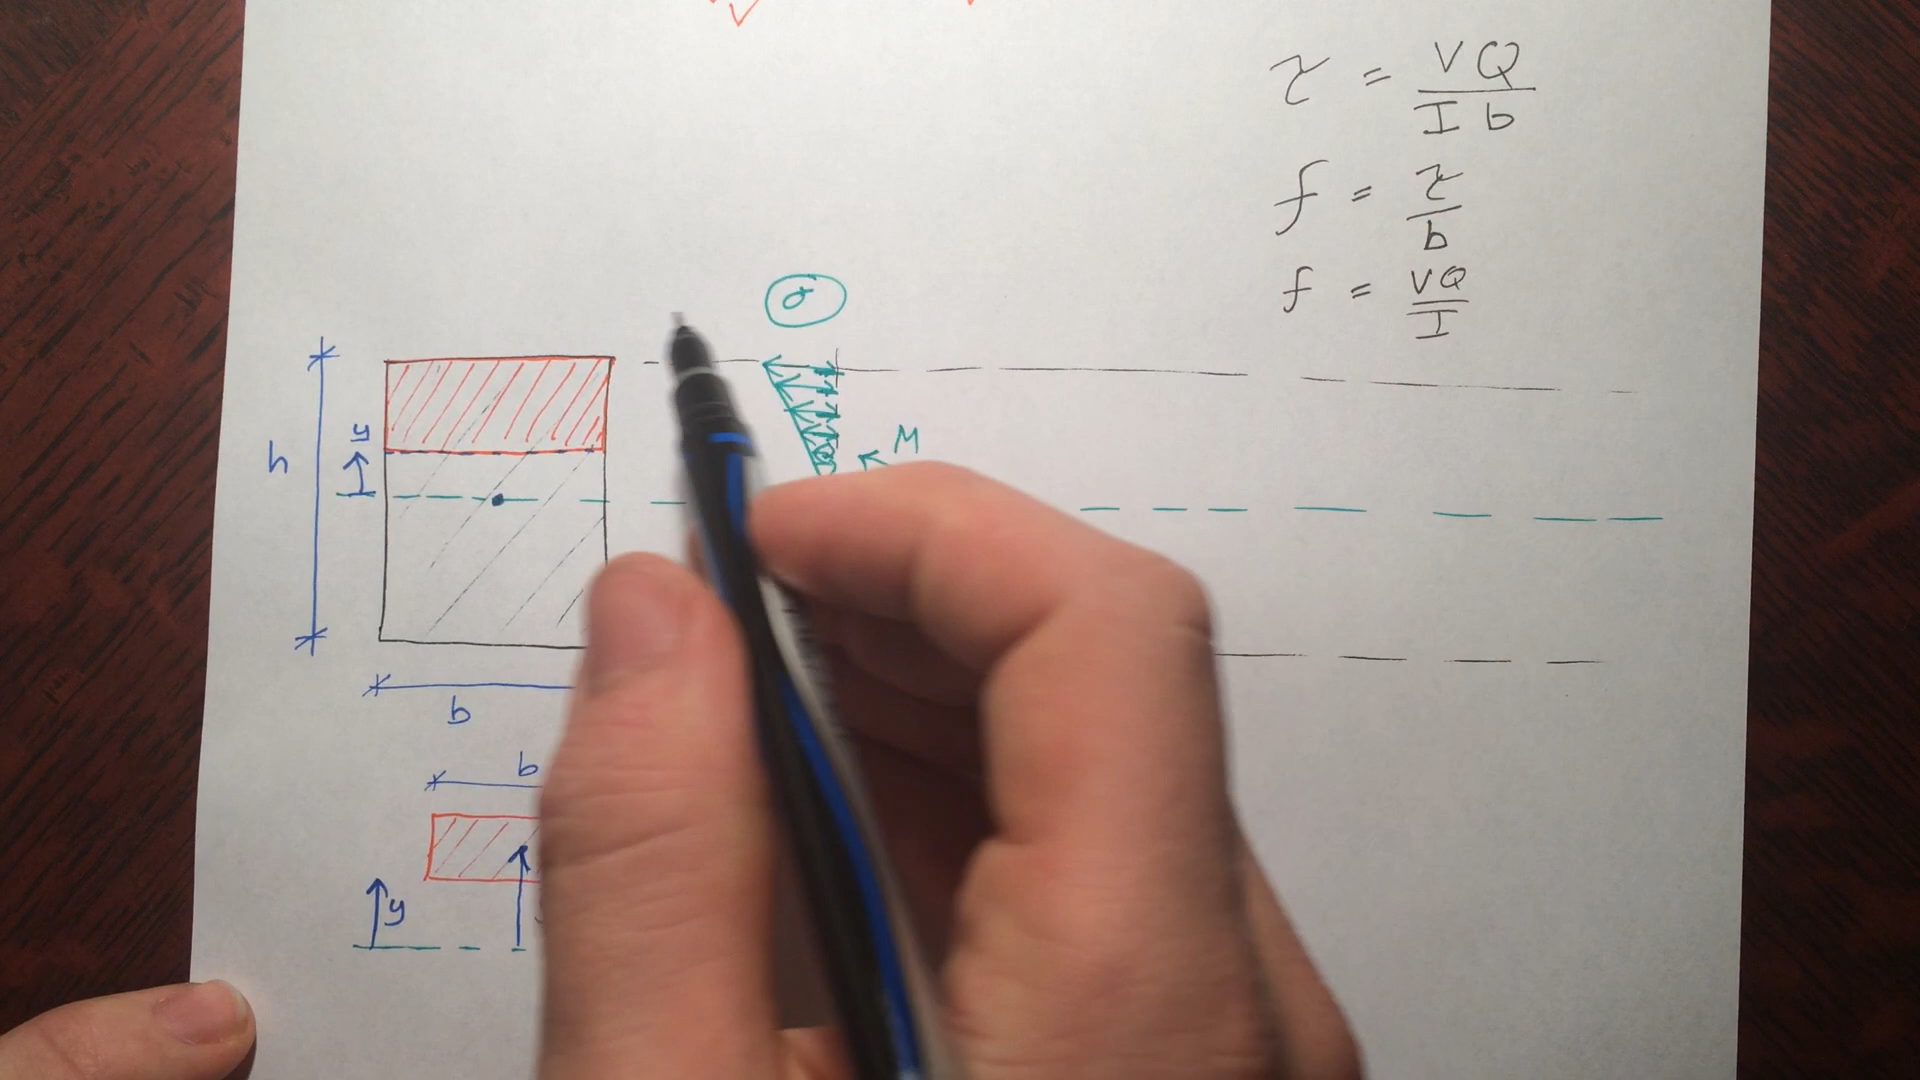 τ = VQ / Ib
f = τ / b
f = VQ / I
σ
M
y
h
b
b
y